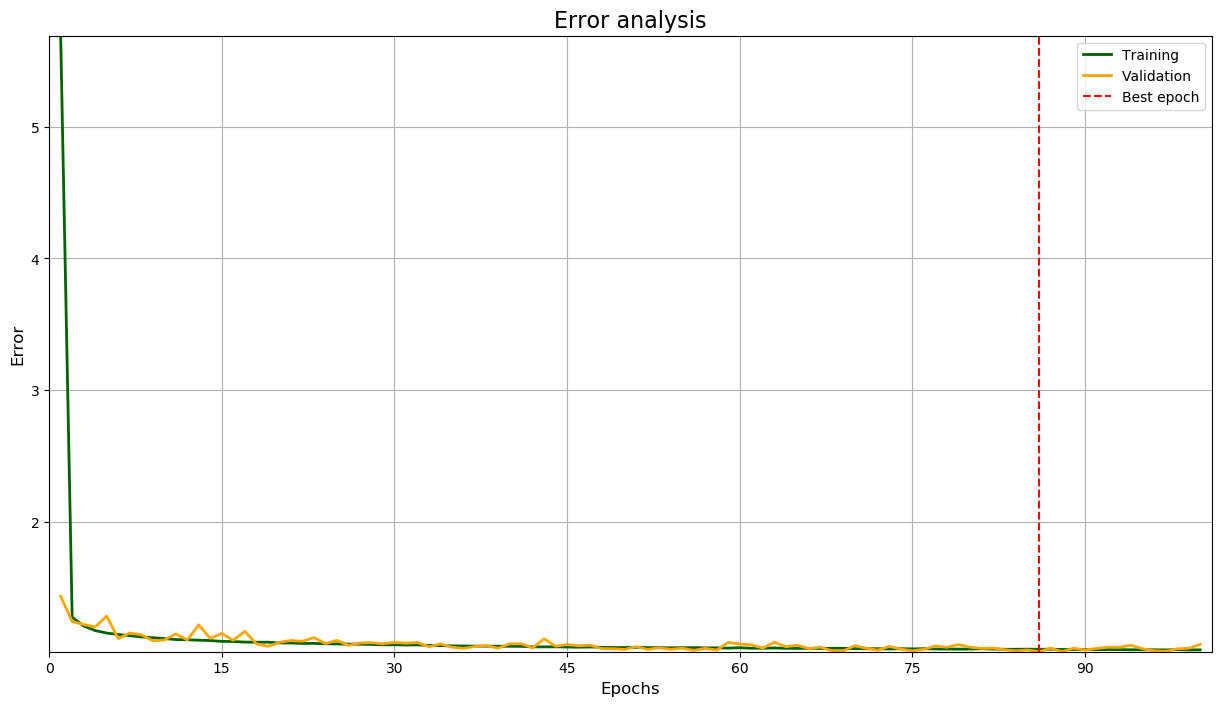 Error analysis
Training
Validation
Best epoch
5
4
3
2
Error
0
15
30
45
60
75
90
Epochs